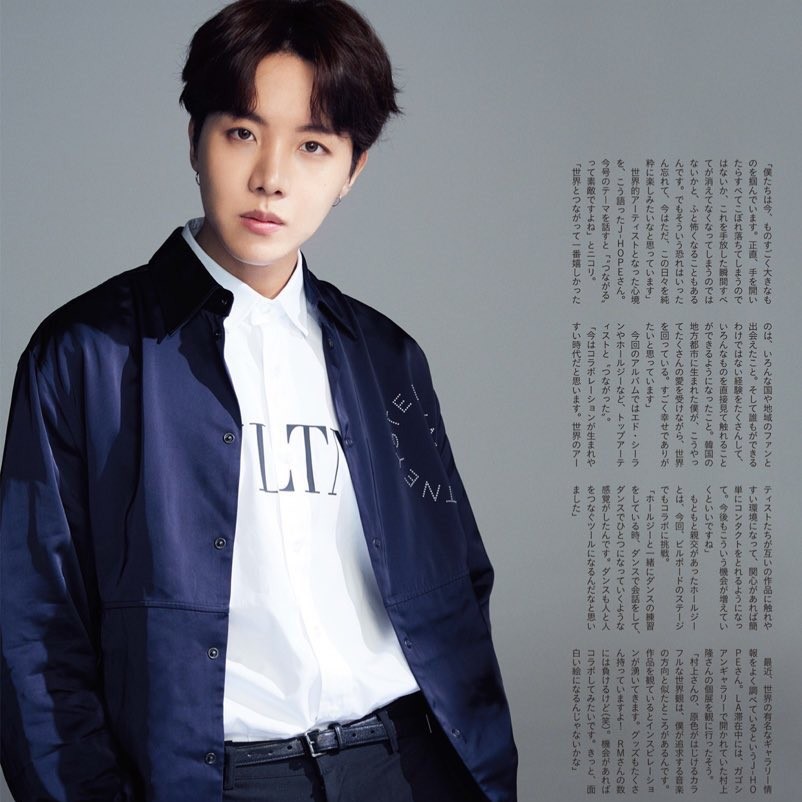 「僕たちは今、ものすごく大きなも
のを掴んでいます。正直、手を開い
たらすべてこぼれ落ちてしまうので
はないか、これを手放した瞬間すべ
てが消えてなくなってしまうのでは
ないかと、ふと怖くなることもある
んです。でもそういう恐れはいった
ん忘れて、今はただ、この日々を純
粋に楽しみたいなと思っています」
　世界的アーティストとなった心境
を、こう語ったJ-HOPEさん。
今号のテーマを話すと「"つながる"
って素敵ですよね」とニコリ。
「世界とつながって一番嬉しかった
のは、いろんな国や地域のファンと
出会えたこと。そして誰もができる
わけではない経験をたくさんして、
いろんなものを直接見て触れること
ができるようになったこと。韓国の
地方都市に生まれた僕が、こうやっ
てたくさんの愛を受けながら、世界
を回っている。すごく幸せでありが
たいと思っています」
　今回のアルバムではエド・シーラ
ンやホールジーなど、トップアーテ
ィストと"つながった"。
「今はコラボレーションが生まれや
すい時代だと思います。世界のアー
ティストたちが互いの作品に触れや
すい環境になって、関心があれば簡
単にコンタクトをとれるようになっ
て。今後もこういう機会が増えてい
くといいですね」
　もともと親交があったホールジー
とは、今回、ビルボードのステージ
でもコラボに挑戦。
「ホールジーと一緒にダンスの練習
をしている時、ダンスで会話をして、
ダンスでひとつになっていくような
感覚がしたんです。ダンスも人と人
をつなぐツールになるんだなと思い
ました」
　最近、世界の有名なギャラリー情
報をよく調べているというJ-HO
PEさん。LA滞在中には、ガゴシ
アンギャラリーで開かれていた村上
隆さんの個展を観に行ったそう。
「村上さんの、原色がはじけるカラ
フルな世界観は、僕が追求する音楽
の方向と似たところがあるんです。
作品を観ているとインスピレーショ
ンが湧いてきます。グッズもたくさ
ん持っていますよ！　RMさんの数
には負けるけど(笑)。機会があれば
コラボしてみたいです。きっと、面
白い絵になるんじゃないかな」
VLTN